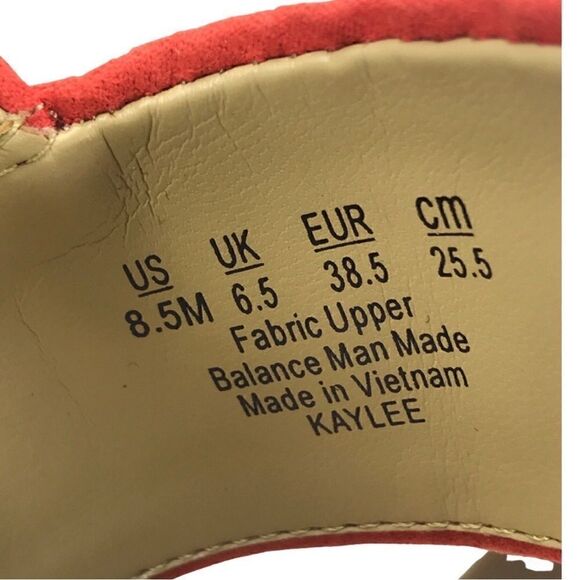 US UK EUR cm
8.5M 6.5 38.5 25.5
Fabric Upper
Balance Man Made
Made in Vietnam
KAYLEE